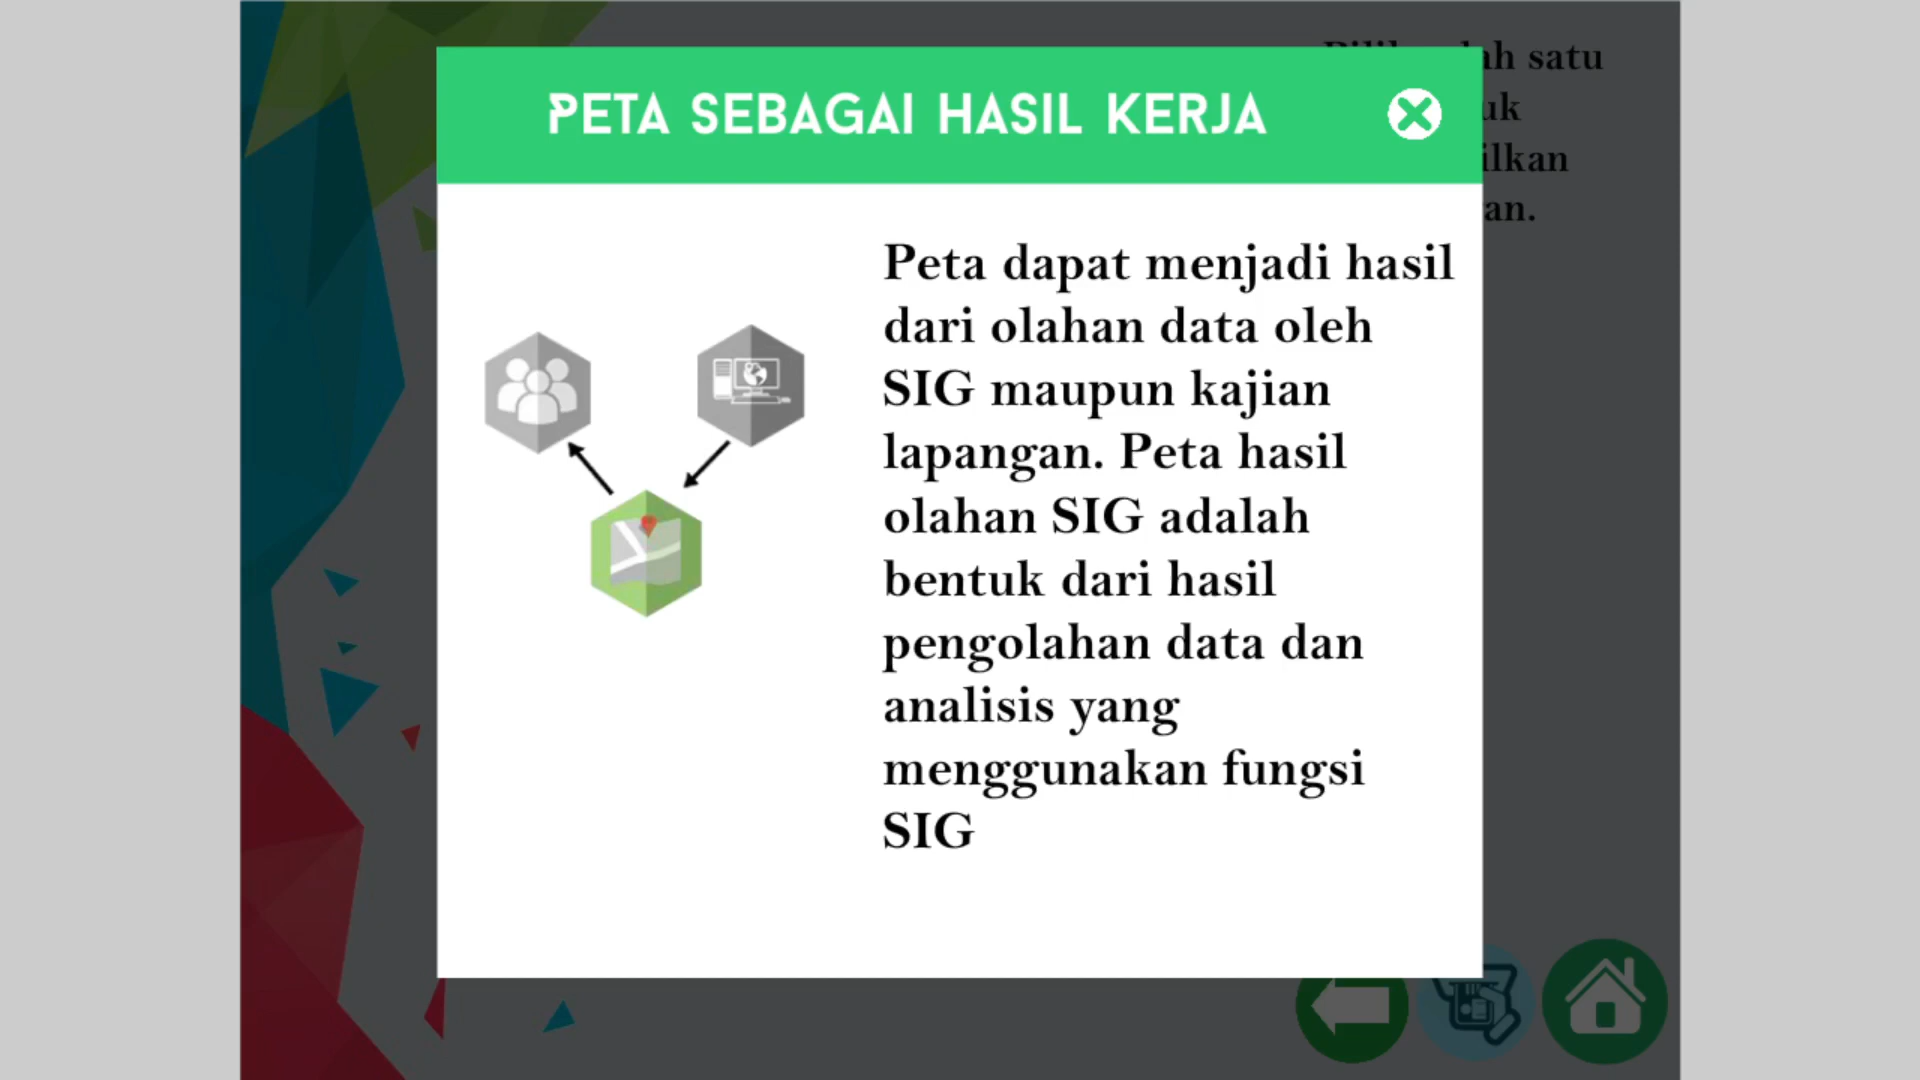 PETA SEBAGAI HASIL KERJA
Peta dapat menjadi hasil
dari olahan data oleh
SIG maupun kajian
lapangan. Peta hasil
olahan SIG adalah
bentuk dari hasil
pengolahan data dan
analisis yang
menggunakan fungsi
SIG
satu